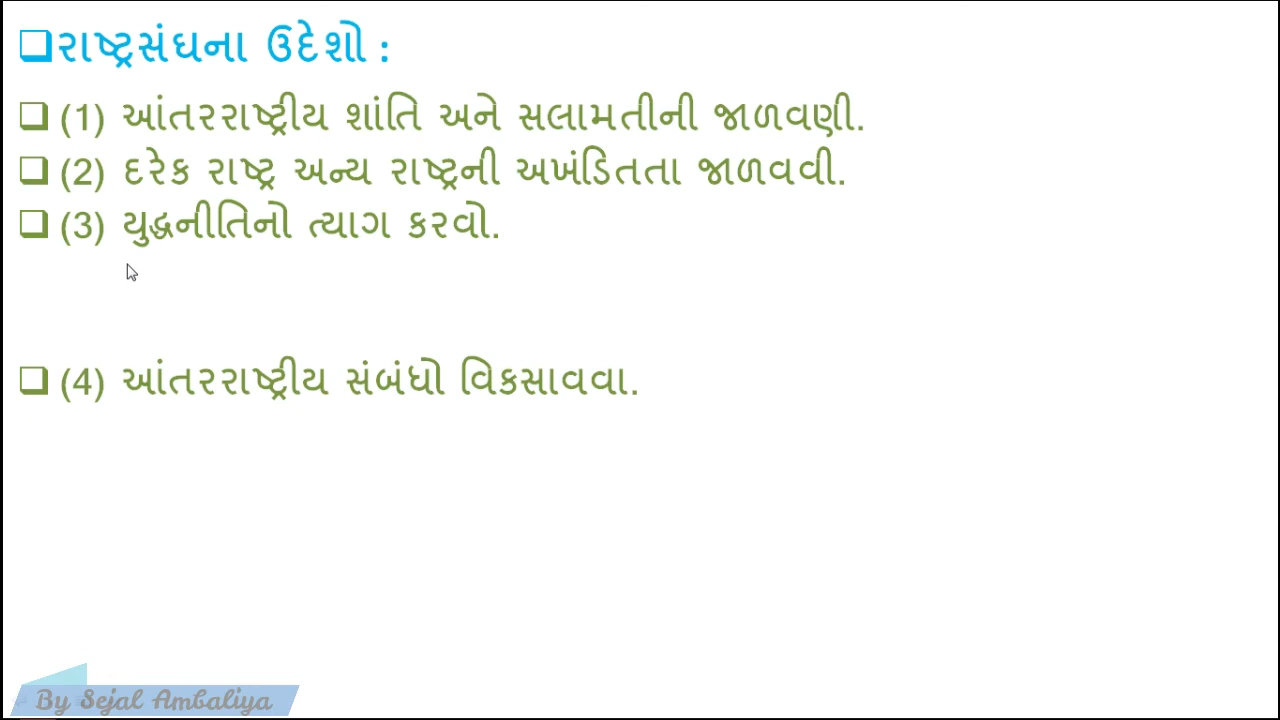 ❑રાષ્ટ્રસંઘના ઉદેશો :
❑ (1) આંતરરાષ્ટ્રીય શાંતિ અને સલામતીની જાળવણી.
❑ (2) દરેક રાષ્ટ્ર અન્ય રાષ્ટ્રની અખંડિતતા જાળવવી.
❑ (3) યુદ્ધનીતિનો ત્યાગ કરવો.
❑ (4) આંતરરાષ્ટ્રીય સંબંધો વિકસાવવા.
By Sejal Ambaliya